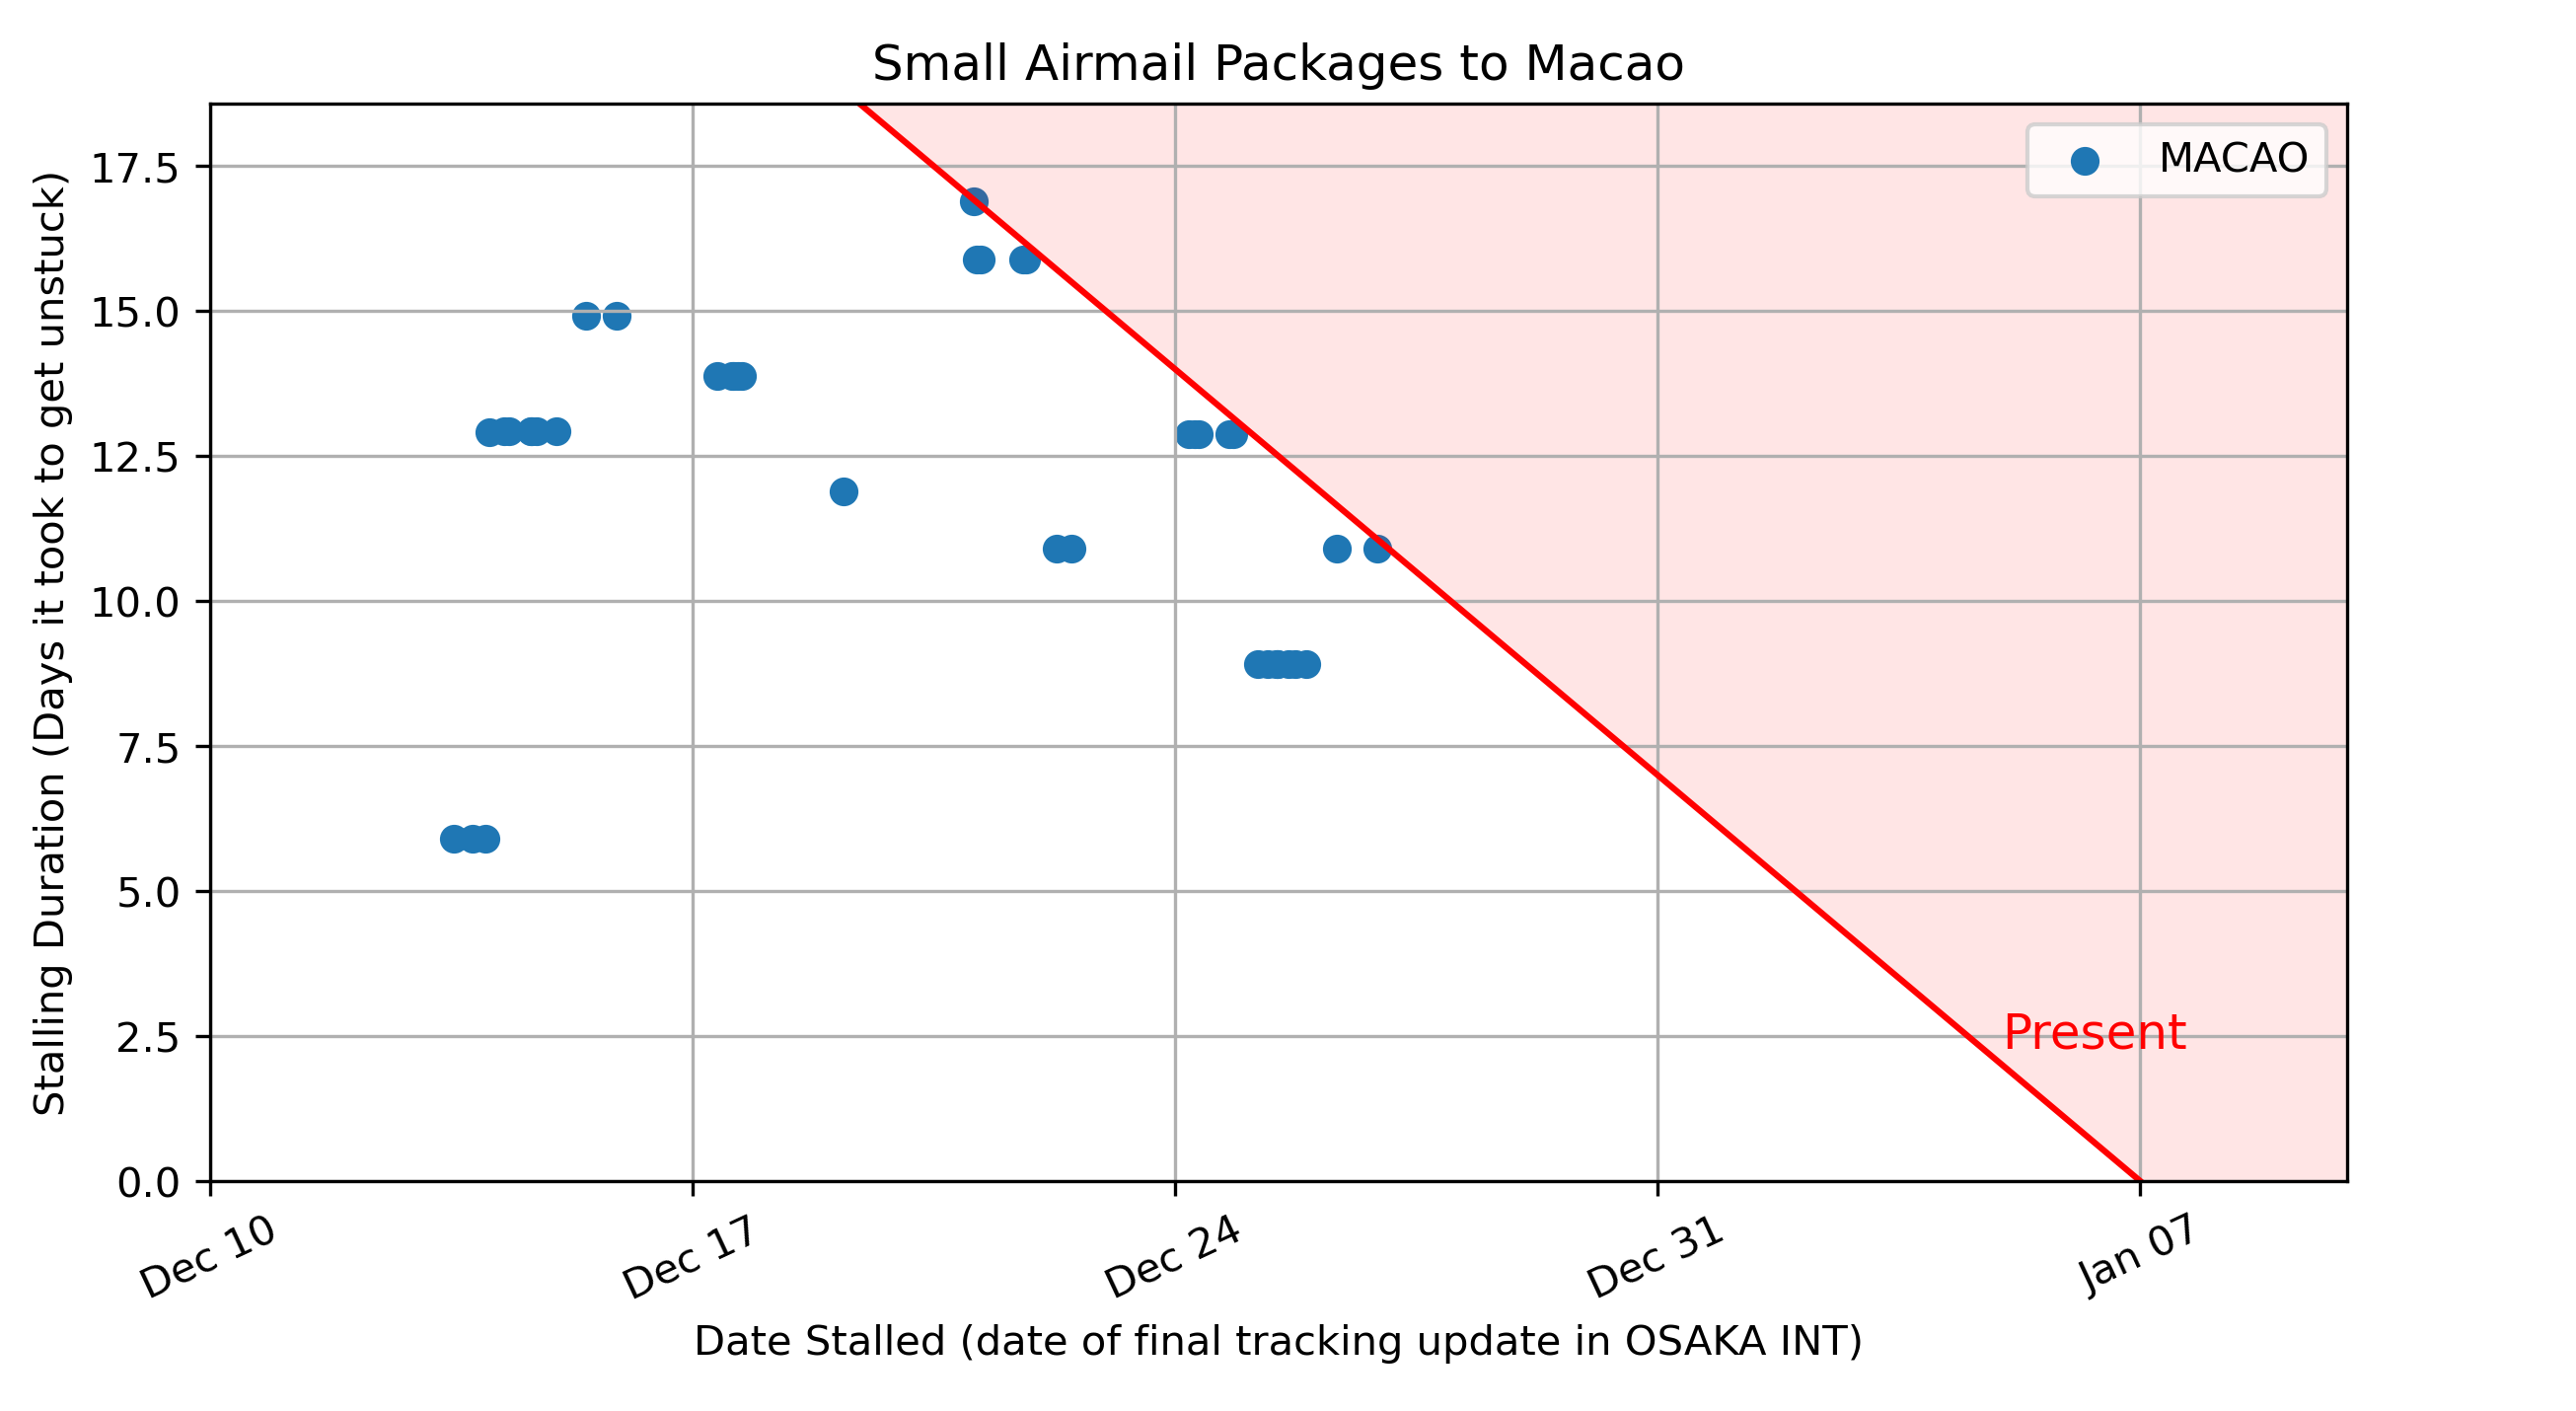 Small Airmail Packages to Macao
MACAO
Stalling Duration (Days it took to get unstuck)
17.5
15.0
12.5
10.0
7.5
5.0
2.5
0.0
Present
Dec 10
Dec 17
Dec 24
Dec 31
Jan 07
Date Stalled (date of final tracking update in OSAKA INT)